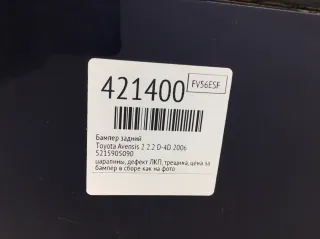 421400
FV56ESF
Бампер задний
Toyota Avensis 2 2.2 D-4D 2006
5215905090
царапины, дефект ЛКП, трещина, цена за
бампер в сборе как на фото